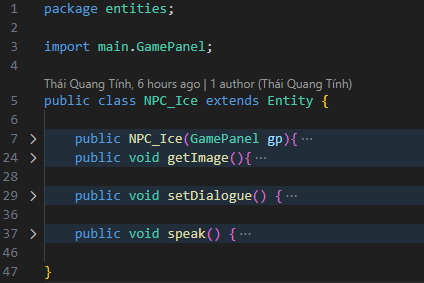 1 package entities;
2
3 import main.GamePanel;
4
Thái Quang Tính, 6 hours ago | 1 author (Thái Quang Tính)
5 public class NPC_Ice extends Entity {
6
7 > public NPC_Ice(GamePanel gp){ ···
24 > public void getImage(){ ···
28
29 > public void setDialogue() { ···
36
37 > public void speak() { ···
46
47 }